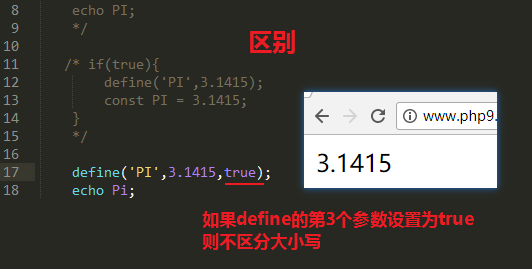 8 echo PI;
9 */
10
区别
11 /* if(true){
12 define('PI',3.1415);
13 const PI = 3.1415;
14 }
15 */
16
17 define('PI',3.1415,true);
18 echo Pi;
www.php9.
3.1415
如果define的第3个参数设置为true
则不区分大小写